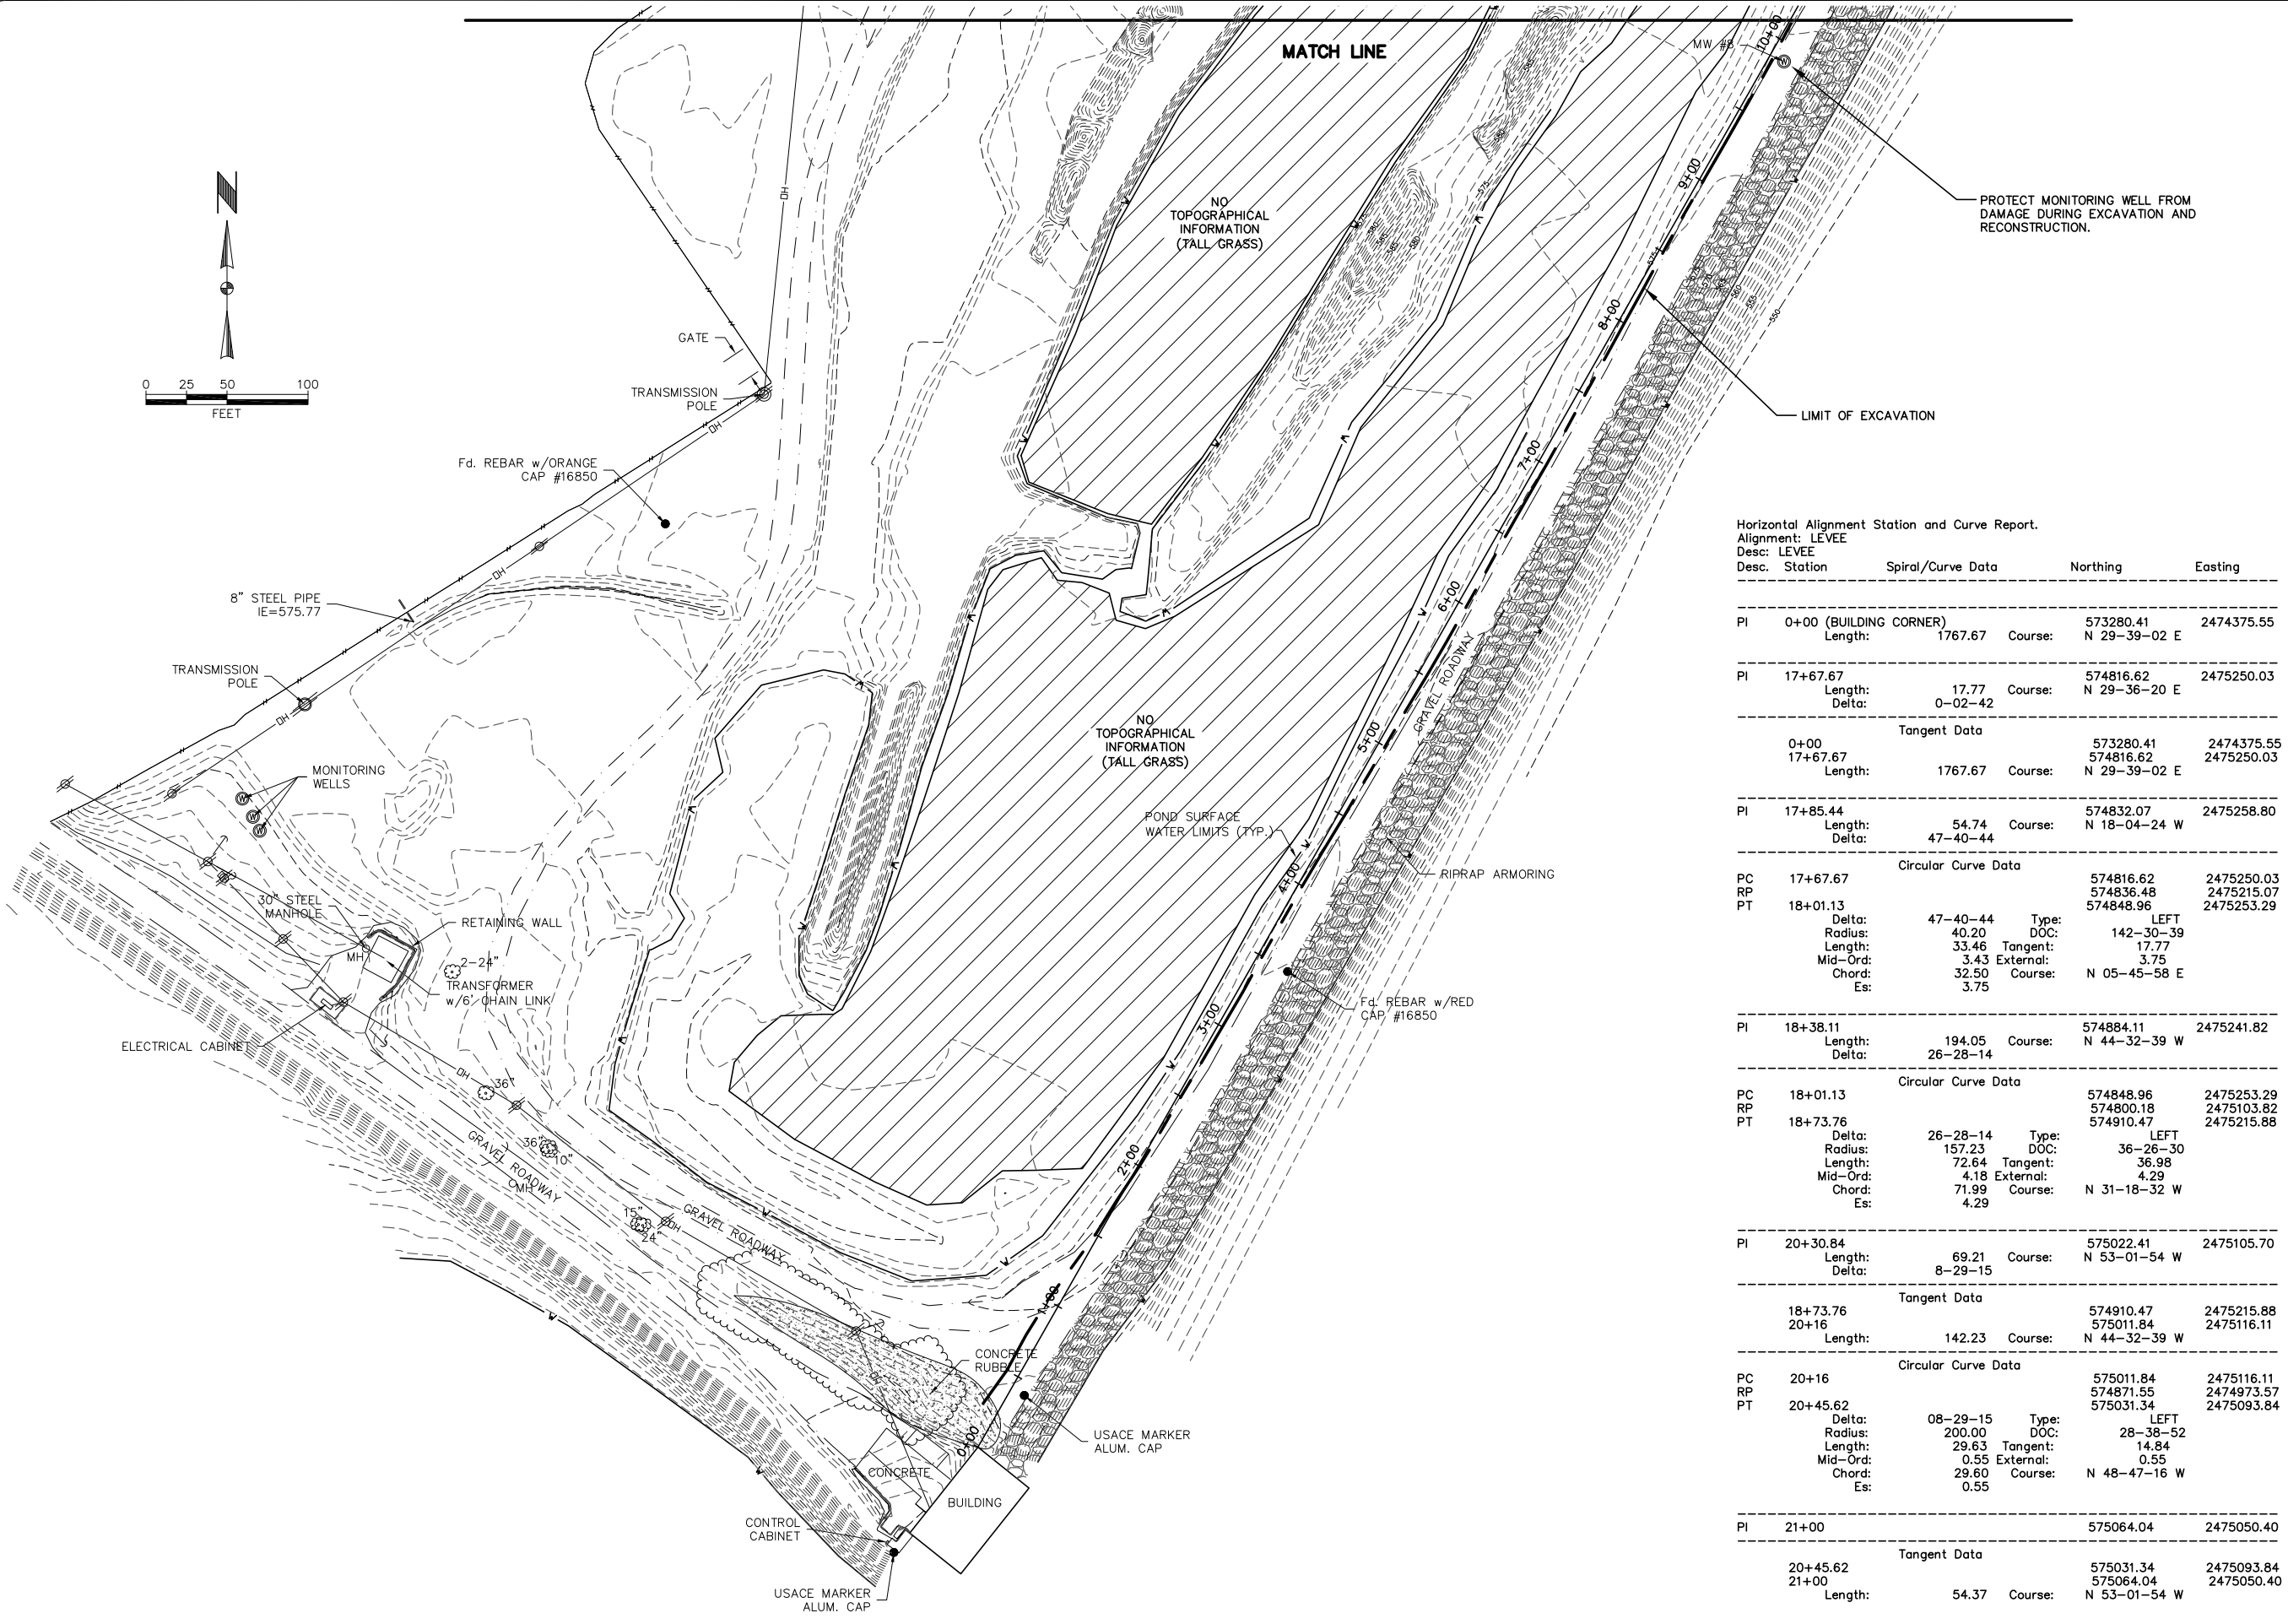 MATCH LINE
MW #8
10+00
W
PROTECT MONITORING WELL FROM
DAMAGE DURING EXCAVATION AND
RECONSTRUCTION.
N
0 25 50 100
FEET
OH
NO
TOPOGRAPHICAL
INFORMATION
(TALL GRASS)
9+00
8+00
LIMIT OF EXCAVATION
GATE
TRANSMISSION
POLE
OH
Fd. REBAR w/ORANGE
CAP #16850
7+00
OH
8" STEEL PIPE
IE=575.77
6+00
GRAVEL ROADWAY
TRANSMISSION
POLE
OH
5+00
NO
TOPOGRAPHICAL
INFORMATION
(TALL GRASS)
MONITORING
WELLS
W
W
W
POND SURFACE
WATER LIMITS (TYP.)
4+00
RIPRAP ARMORING
30" STEEL
MANHOLE
RETAINING WALL
MH
2-24"
TRANSFORMER
w/6' CHAIN LINK
Fd. REBAR w/RED
CAP #16850
3+00
ELECTRICAL CABINET
OH
36"
36"
10"
GRAVEL ROADWAY
MH
2+00
15"
24"
OH
GRAVEL ROADWAY
1+00
CONCRETE
RUBBLE
OH
0+00
USACE MARKER
ALUM. CAP
CONCRETE
BUILDING
CONTROL
CABINET
USACE MARKER
ALUM. CAP
575
580
585
585
580
575
575
570
565
560
555
550
Horizontal Alignment Station and Curve Report.
Alignment: LEVEE
Desc: LEVEE
Desc. Station Spiral/Curve Data Northing Easting
PI 0+00 (BUILDING CORNER) 573280.41 2474375.55
Length: 1767.67 Course: N 29-39-02 E
PI 17+67.67 574816.62 2475250.03
Length: 17.77 Course: N 29-36-20 E
Delta: 0-02-42
Tangent Data
0+00 573280.41 2474375.55
17+67.67 574816.62 2475250.03
Length: 1767.67 Course: N 29-39-02 E
PI 17+85.44 574832.07 2475258.80
Length: 54.74 Course: N 18-04-24 W
Delta: 47-40-44
Circular Curve Data
PC 17+67.67 574816.62 2475250.03
RP 574836.48 2475215.07
PT 18+01.13 574848.96 2475253.29
Delta: 47-40-44 Type: LEFT
Radius: 40.20 DOC: 142-30-39
Length: 33.46 Tangent: 17.77
Mid-Ord: 3.43 External: 3.75
Chord: 32.50 Course: N 05-45-58 E
Es: 3.75
PI 18+38.11 574884.11 2475241.82
Length: 194.05 Course: N 44-32-39 W
Delta: 26-28-14
Circular Curve Data
PC 18+01.13 574848.96 2475253.29
RP 574800.18 2475103.82
PT 18+73.76 574910.47 2475215.88
Delta: 26-28-14 Type: LEFT
Radius: 157.23 DOC: 36-26-30
Length: 72.64 Tangent: 36.98
Mid-Ord: 4.18 External: 4.29
Chord: 71.99 Course: N 31-18-32 W
Es: 4.29
PI 20+30.84 575022.41 2475105.70
Length: 69.21 Course: N 53-01-54 W
Delta: 8-29-15
Tangent Data
18+73.76 574910.47 2475215.88
20+16 575011.84 2475116.11
Length: 142.23 Course: N 44-32-39 W
Circular Curve Data
PC 20+16 575011.84 2475116.11
RP 574871.55 2474973.57
PT 20+45.62 575031.34 2475093.84
Delta: 08-29-15 Type: LEFT
Radius: 200.00 DOC: 28-38-52
Length: 29.63 Tangent: 14.84
Mid-Ord: 0.55 External: 0.55
Chord: 29.60 Course: N 48-47-16 W
Es: 0.55
PI 21+00 575064.04 2475050.40
Tangent Data
20+45.62 575031.34 2475093.84
21+00 575064.04 2475050.40
Length: 54.37 Course: N 53-01-54 W